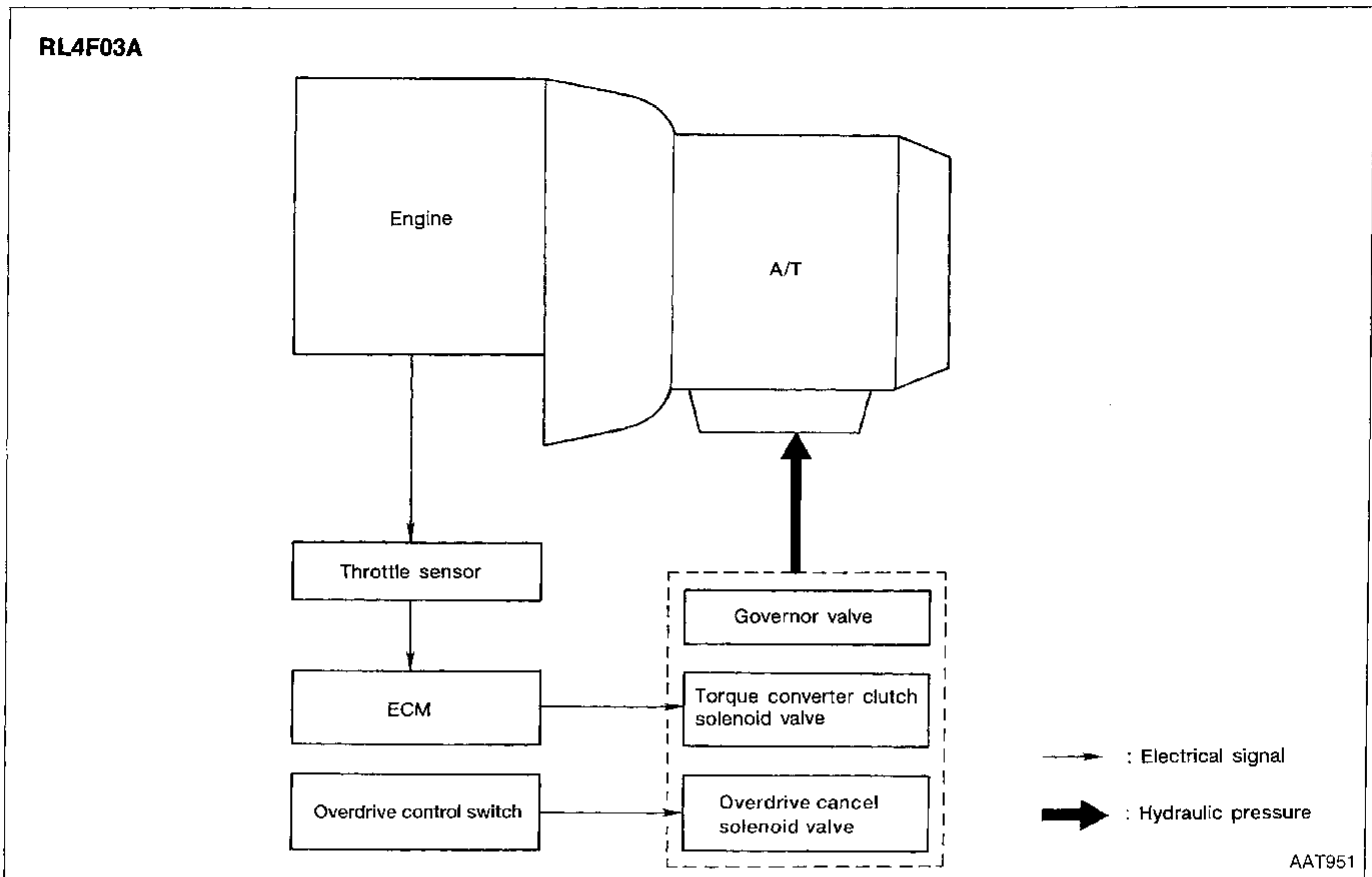 RL4F03A
Engine
A/T
Throttle sensor
Governor valve
ECM
Torque converter clutch
solenoid valve
: Electrical signal
Overdrive control switch
Overdrive cancel
solenoid valve
: Hydraulic pressure
AAT951